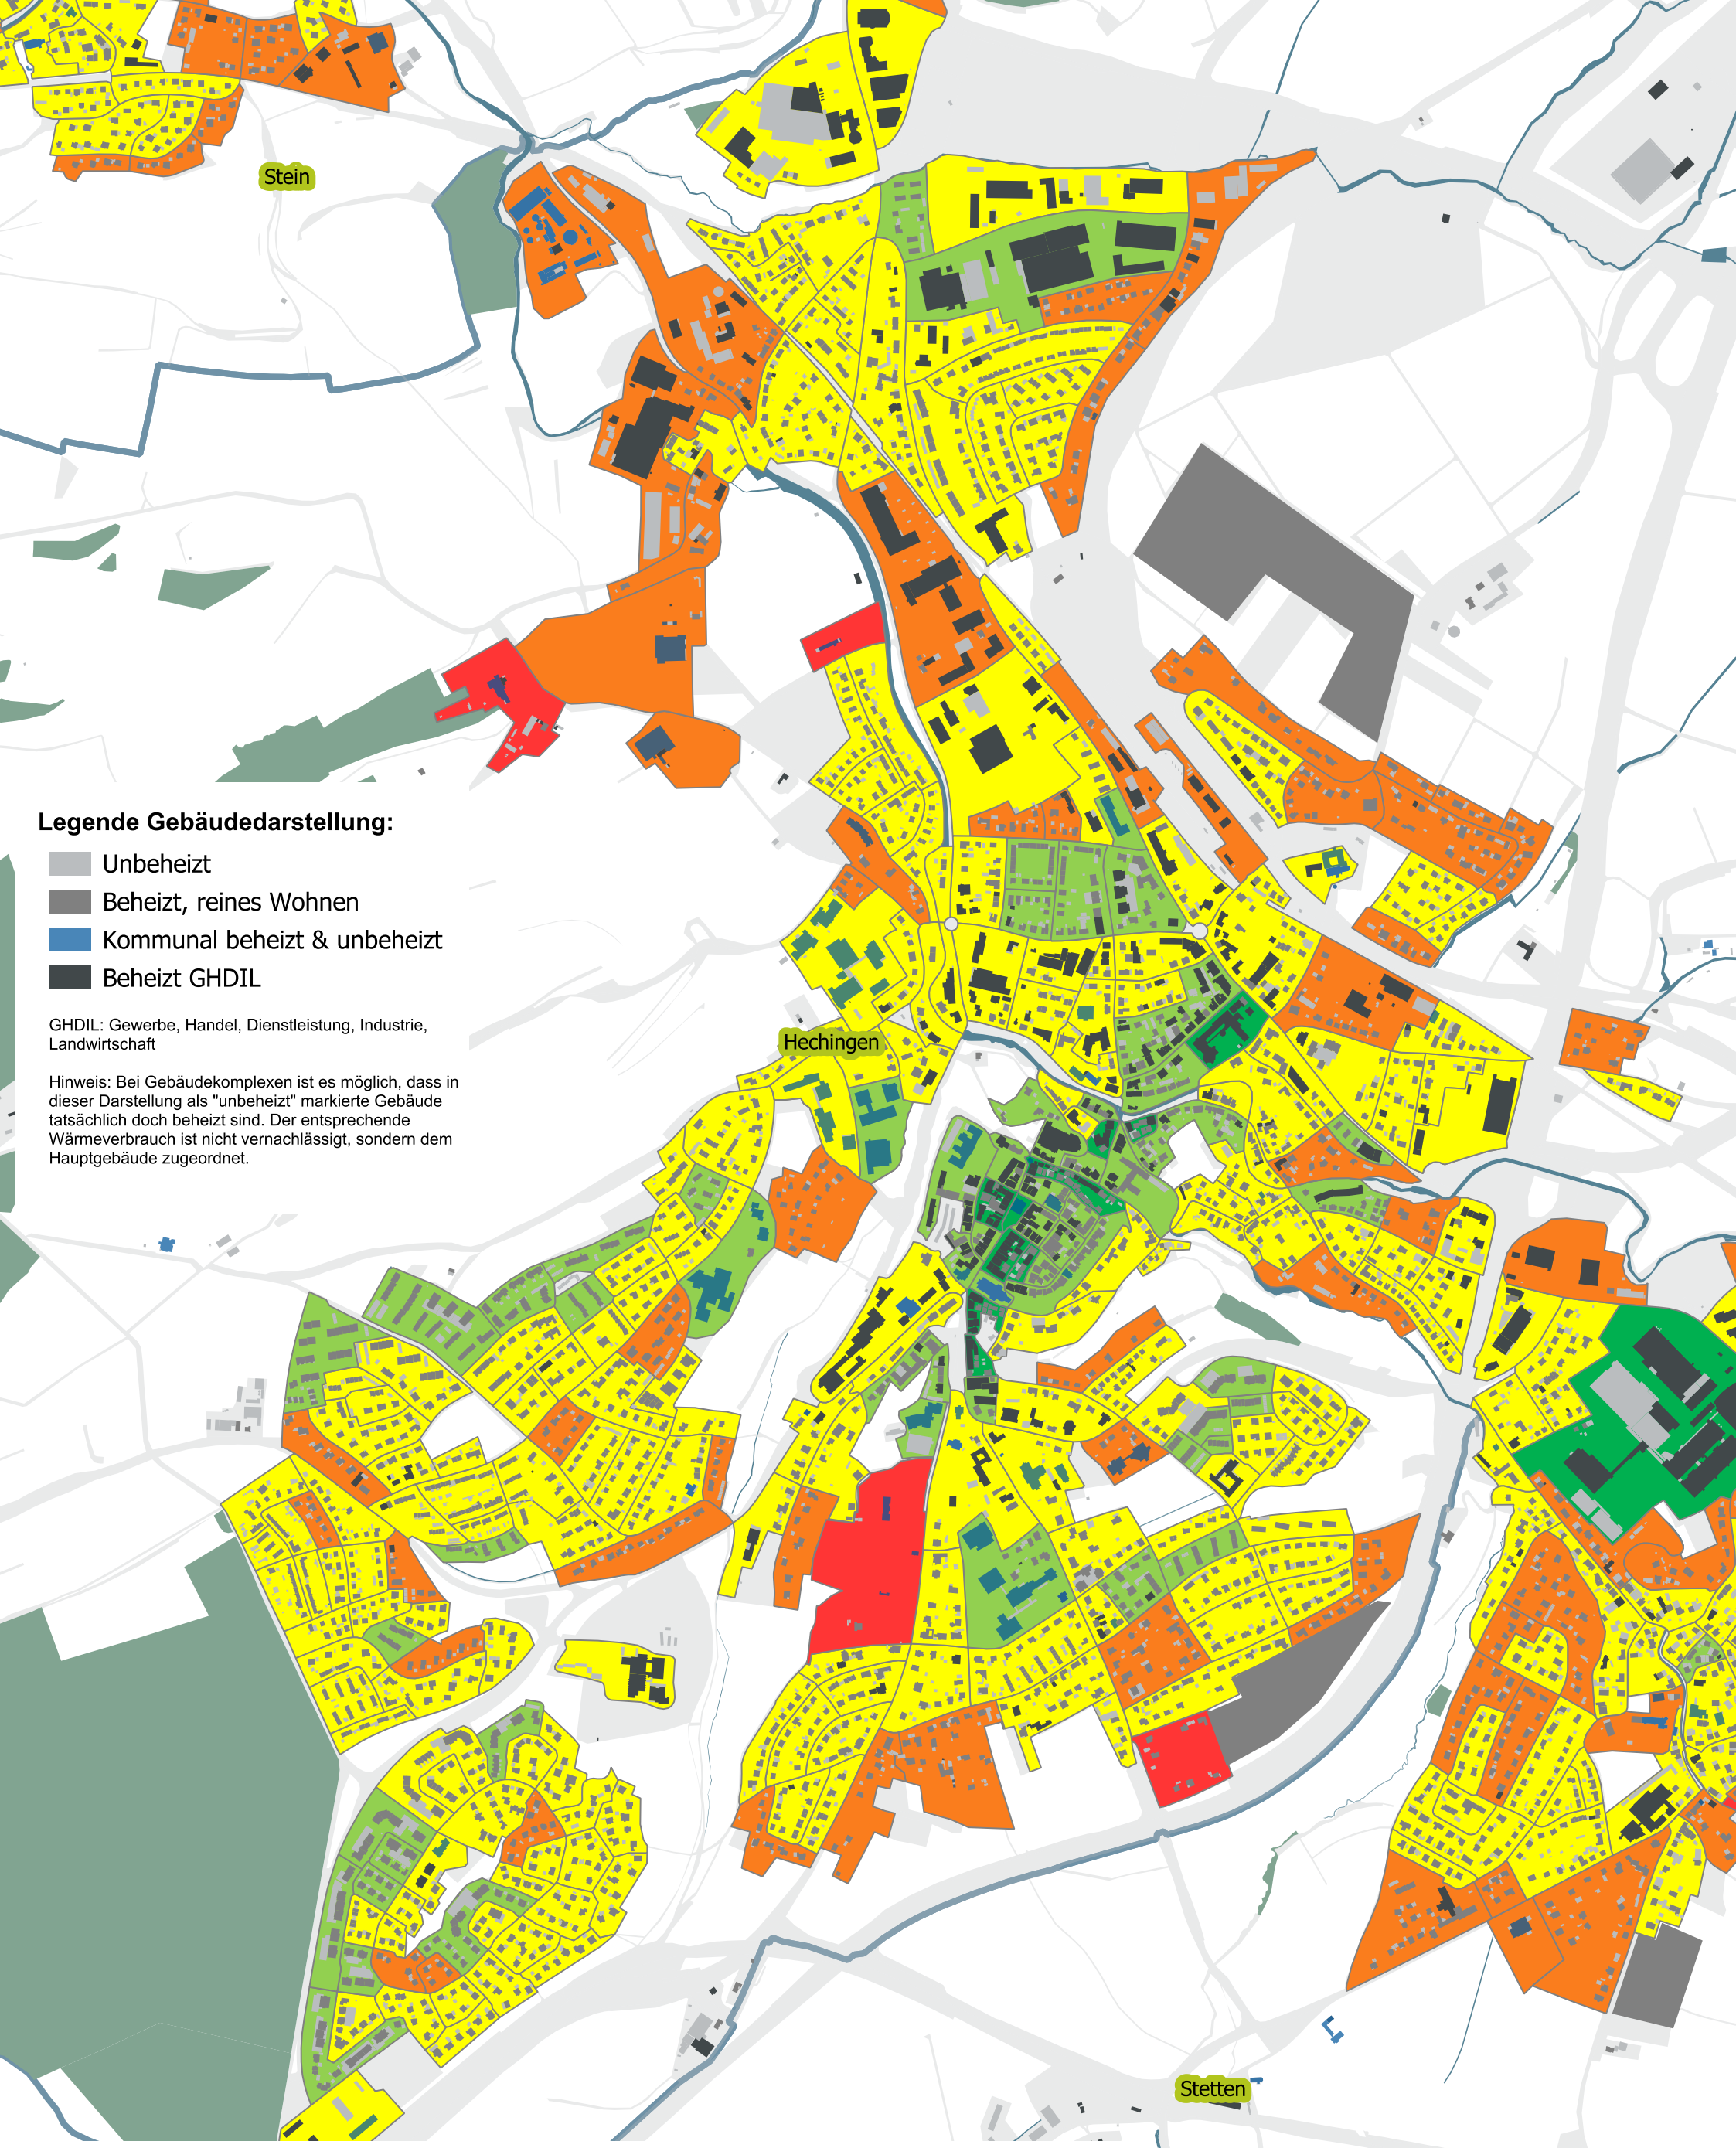 Stein
Legende Gebäudedarstellung:
Unbeheizt
Beheizt, reines Wohnen
Kommunal beheizt & unbeheizt
Beheizt GHDIL
GHDIL: Gewerbe, Handel, Dienstleistung, Industrie,
Landwirtschaft
Hinweis: Bei Gebäudekomplexen ist es möglich, dass in
dieser Darstellung als "unbeheizt" markierte Gebäude
tatsächlich doch beheizt sind. Der entsprechende
Wärmeverbrauch ist nicht vernachlässigt, sondern dem
Hauptgebäude zugeordnet.
Hechingen
Stetten